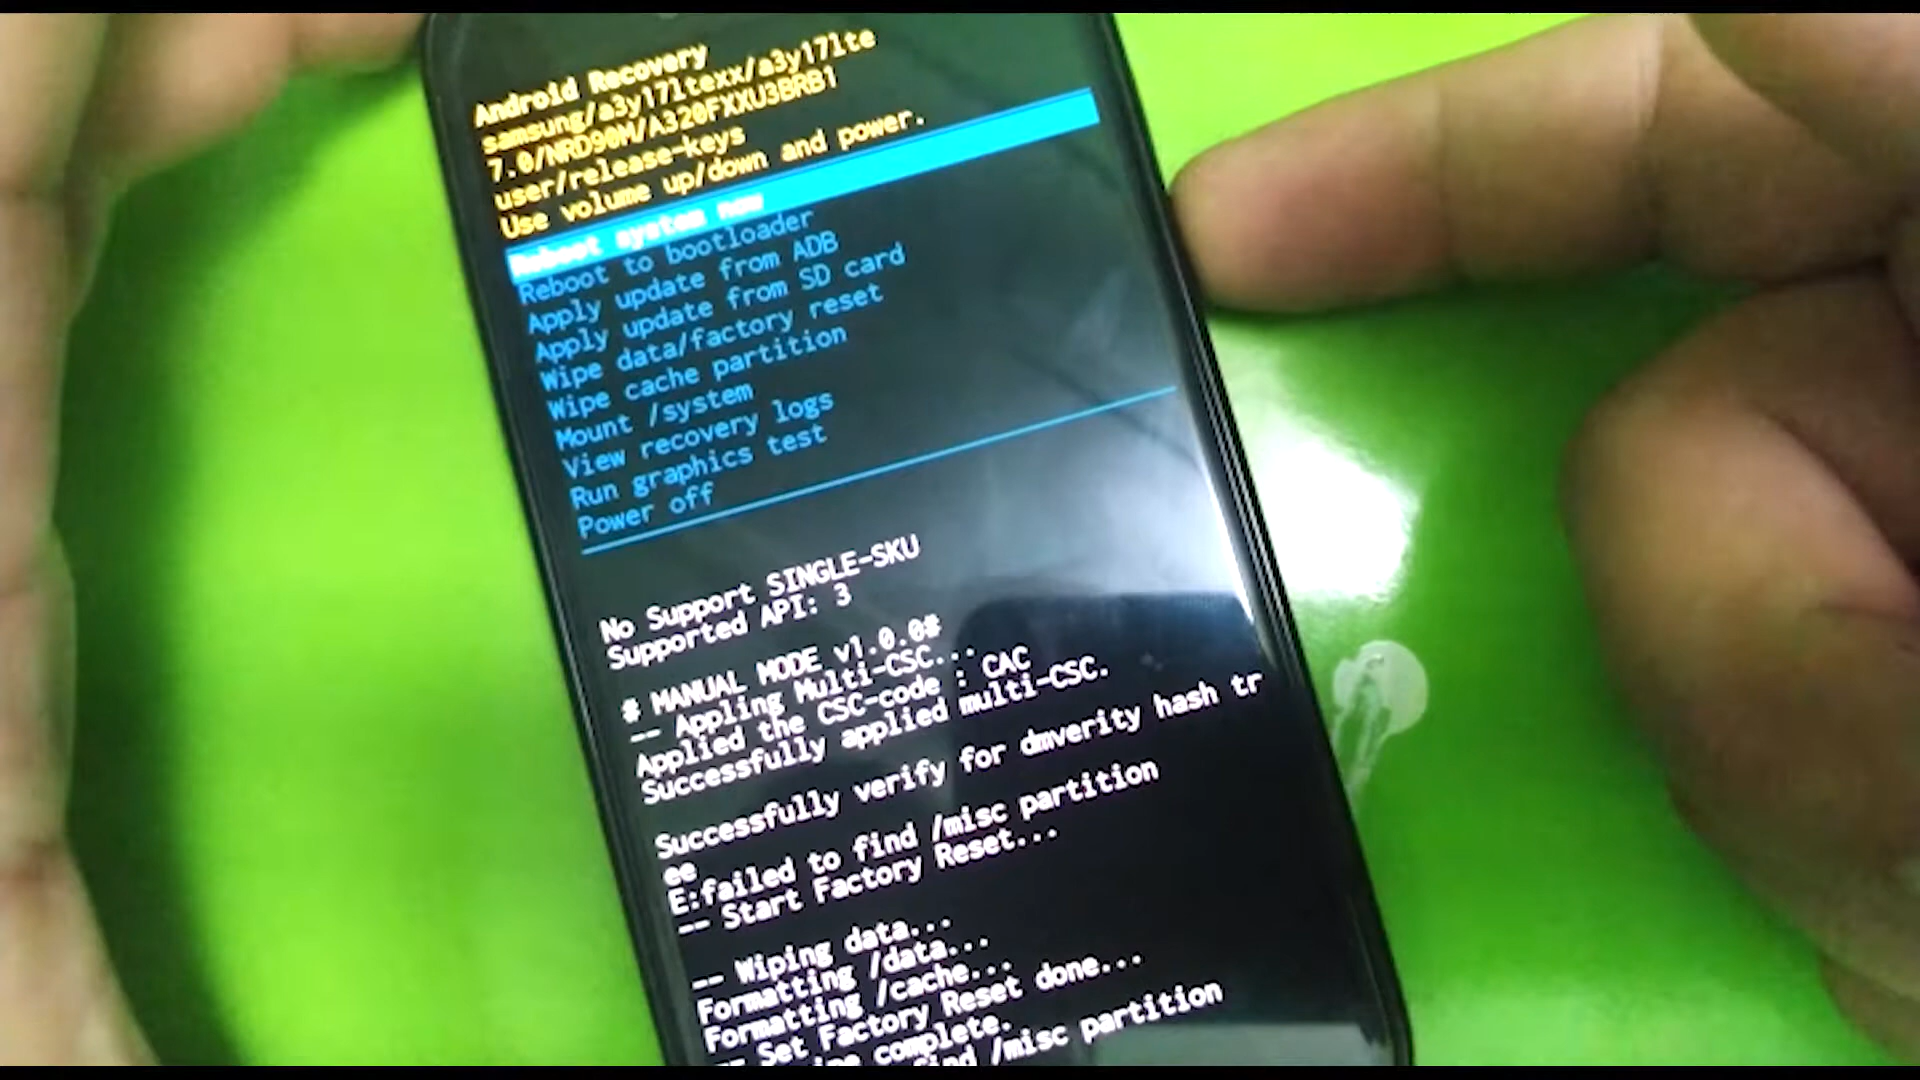 Android Recovery
samsung/a3y17ltexx/a3y17lte
7.0/NRD90M/A320FXXU3BRB1
user/release-keys
Use volume up/down and power.
Reboot system now
Reboot to bootloader
Apply update from ADB
Apply update from SD card
Wipe data/factory reset
Wipe cache partition
Mount /system
View recovery logs
Run graphics test
Power off
No Support SINGLE-SKU
Supported API: 3
# MANUAL MODE v1.0.0#
-- Appling Multi-CSC...
Applied the CSC-code : CAC
Successfully applied multi-CSC.
Successfully verify for dmverity hash tr
ee
E:failed to find /misc partition
-- Start Factory Reset...
-- Wiping data...
Formatting /data...
Formatting /cache...
-- Set Factory Reset done...
complete.
find /misc partition